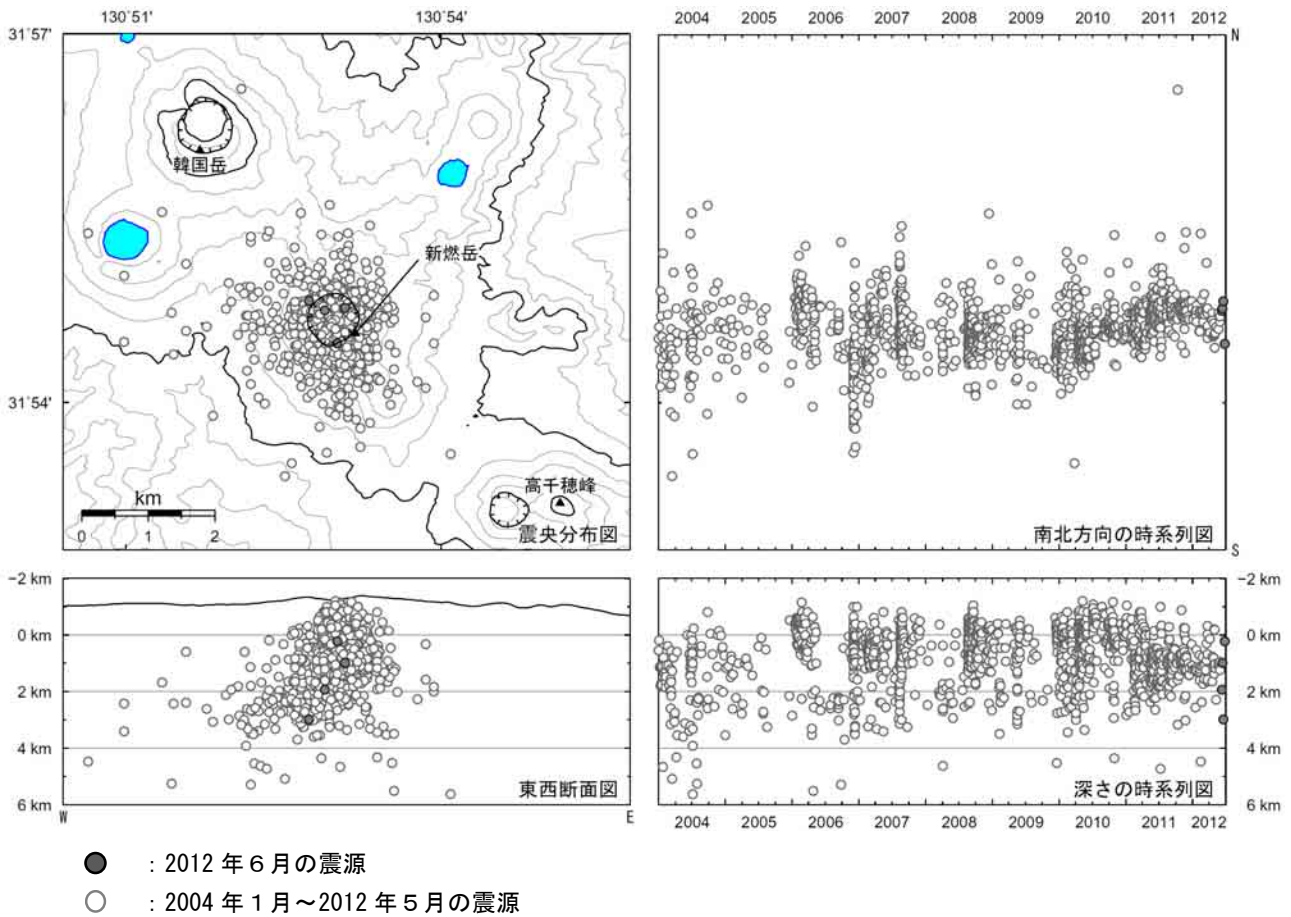 130˚51'
130˚54'
31˚57'
31˚54'
韓国岳
新燃岳
高千穂峰
km
0 1 2
震央分布図
2004 2005 2006 2007 2008 2009 2010 2011 2012
N
S
南北方向の時系列図
−2 km
0 km
2 km
4 km
6 km
W
E
東西断面図
−2 km
0 km
2 km
4 km
6 km
深さの時系列図
2004 2005 2006 2007 2008 2009 2010 2011 2012
：2012 年６月の震源
：2004 年１月～2012 年５月の震源